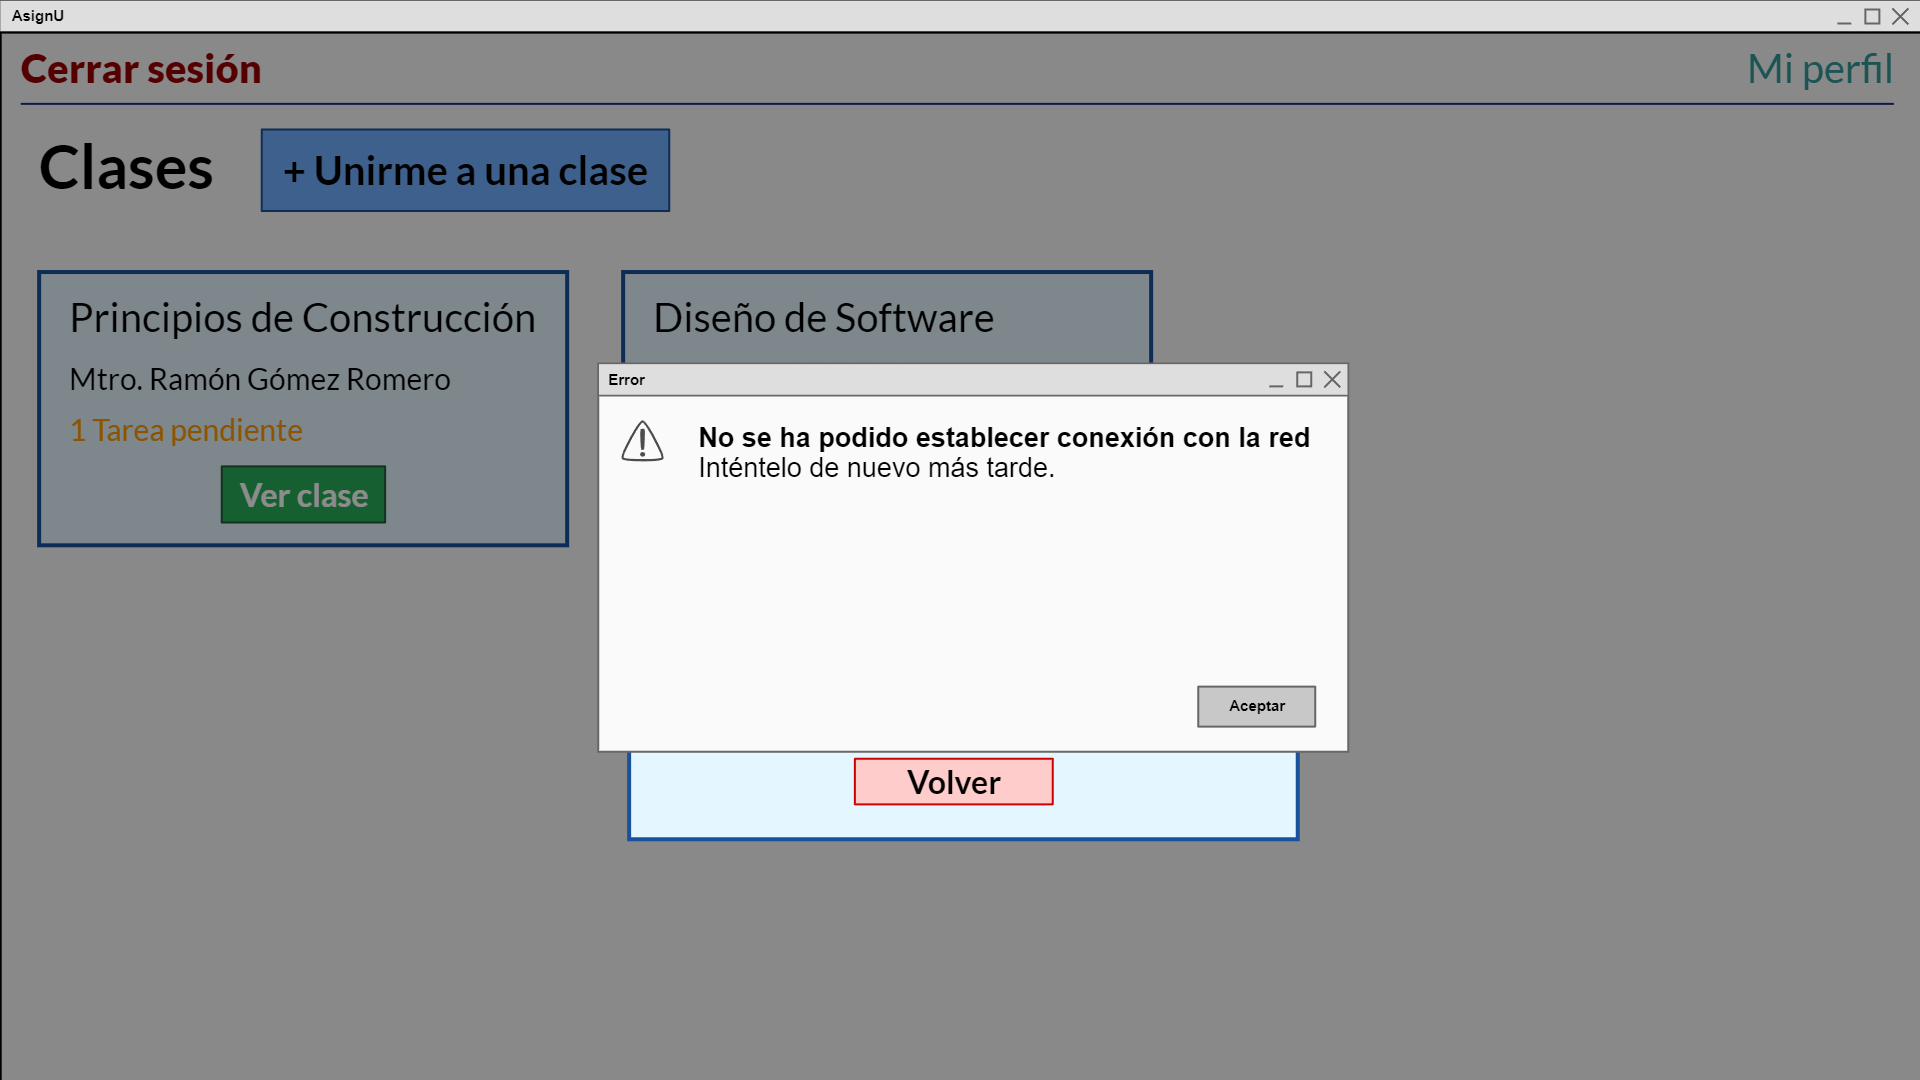 AsignU
Cerrar sesión
Mi perfil
Clases
+ Unirme a una clase
Principios de Construcción
Mtro. Ramón Gómez Romero
1 Tarea pendiente
Ver clase
Diseño de Software
Error
No se ha podido establecer conexión con la red
Inténtelo de nuevo más tarde.
Aceptar
Volver